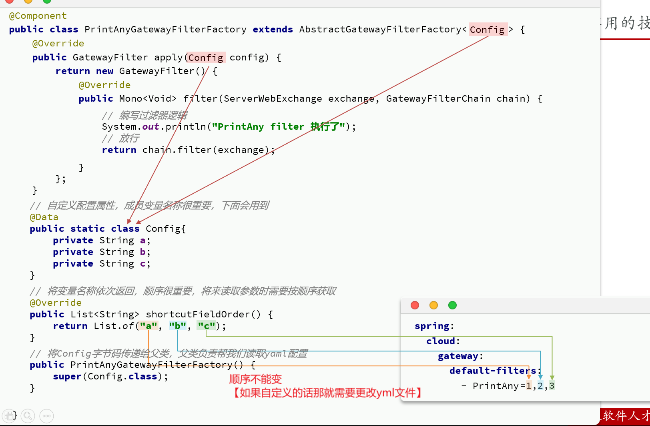 @Component
public class PrintAnyGatewayFilterFactory extends AbstractGatewayFilterFactory<Config> {
@Override
public GatewayFilter apply(Config config) {
return new GatewayFilter() {
@Override
public Mono<Void> filter(ServerWebExchange exchange, GatewayFilterChain chain) {
// 编写过滤器逻辑
System.out.println("PrintAny filter 执行了");
// 放行
return chain.filter(exchange);
}
};
}
// 自定义配置属性，成员变量名称很重要，下面会用到
@Data
public static class Config{
private String a;
private String b;
private String c;
}
// 将变量名称依次返回，顺序很重要，将来读取参数时需要按顺序获取
@Override
public List<String> shortcutFieldOrder() {
return List.of("a", "b", "c");
}
// 将Config字节码传递给父类，父类负责帮我们读取yaml配置
public PrintAnyGatewayFilterFactory() {
super(Config.class);
}
}
顺序不能变
【如果自定义的话那就需要更改yml文件】
spring:
cloud:
gateway:
default-filters:
- PrintAny=1,2,3
用的技
软件人才